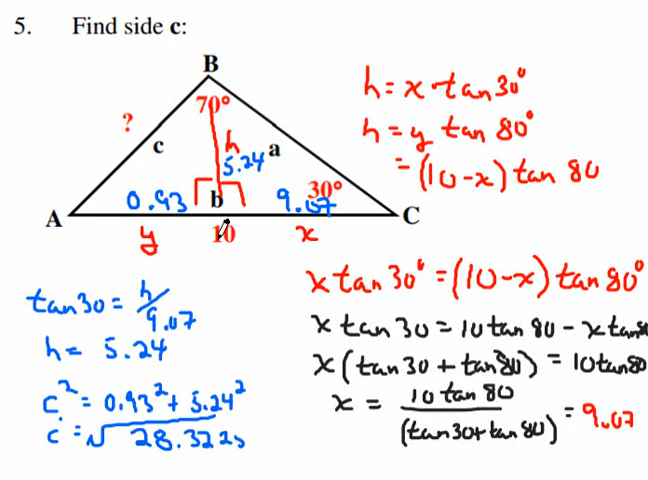 5. Find side c:
B
70°
?
c
h
5.24
a
0.93
b
9.07
30°
A
C
y
10
x
h = x · tan 30°
h = y tan 80°
= (10-x) tan 80
x tan 30° = (10-x) tan 80°
x tan 30 = 10 tan 80 - x tan 80
x (tan 30 + tan 80) = 10 tan 80
x = 10 tan 80 / (tan 30 + tan 80) = 9.07
tan 30 = h/9.07
h = 5.24
c² = 0.93² + 5.24²
c = √28.3225